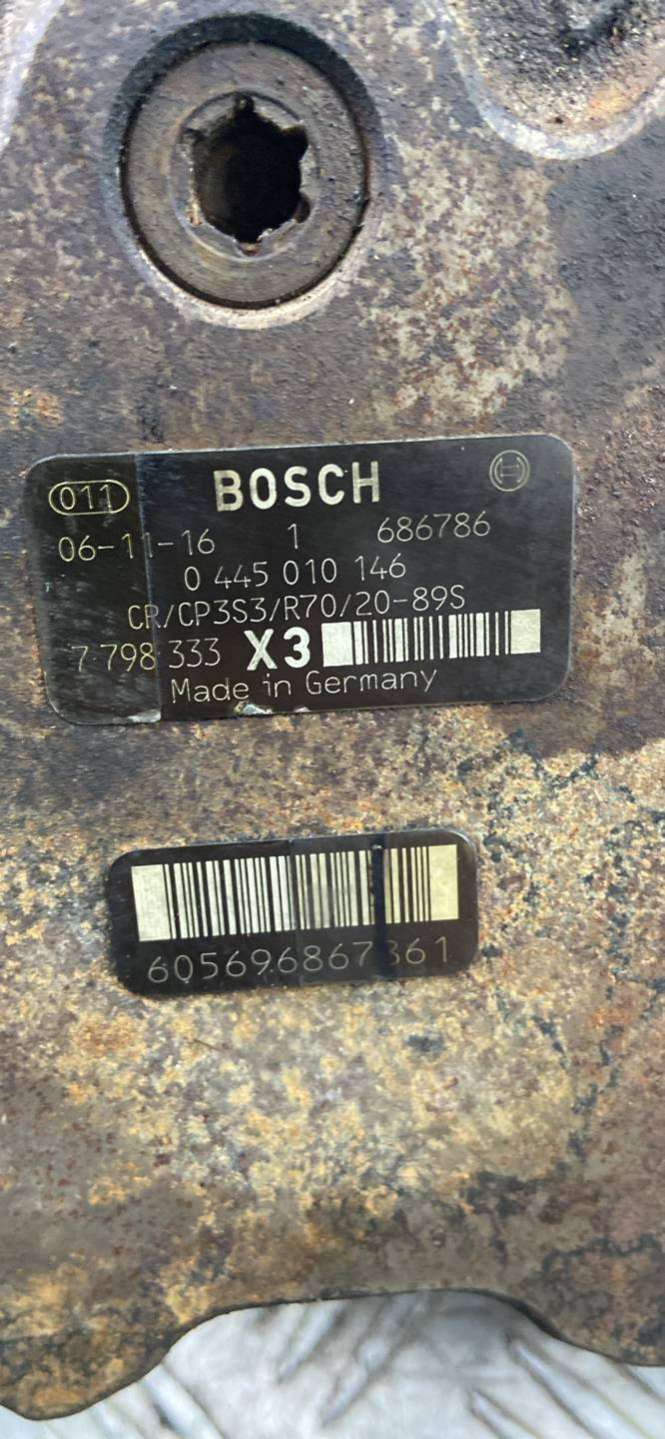 011 BOSCH
06-11-16 1 686786
0 445 010 146
CR/CP3S3/R70/20-89S
7 798 333 X3
Made in Germany
605696867361